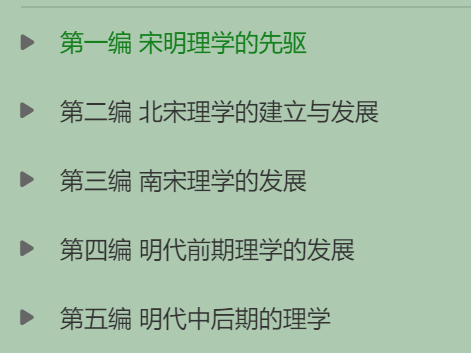 第一编 宋明理学的先驱
第二编 北宋理学的建立与发展
第三编 南宋理学的发展
第四编 明代前期理学的发展
第五编 明代中后期的理学